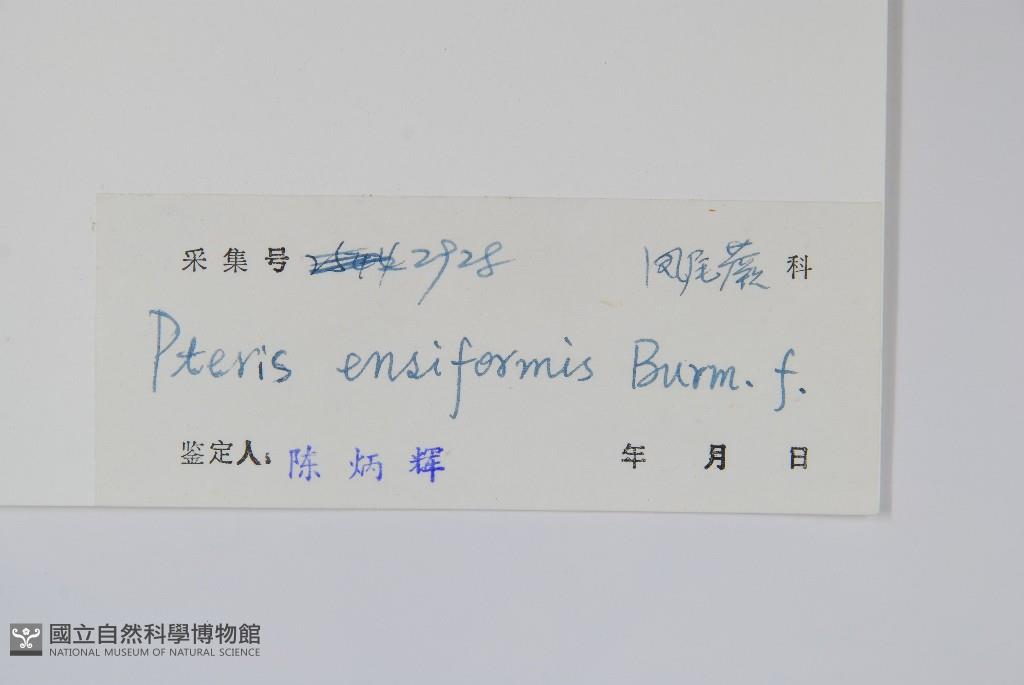 采集号 2928 凤尾蕨科
Pteris ensiformis Burm. f.
鉴定人: 陈炳辉 年 月 日
國立自然科學博物館
NATIONAL MUSEUM OF NATURAL SCIENCE